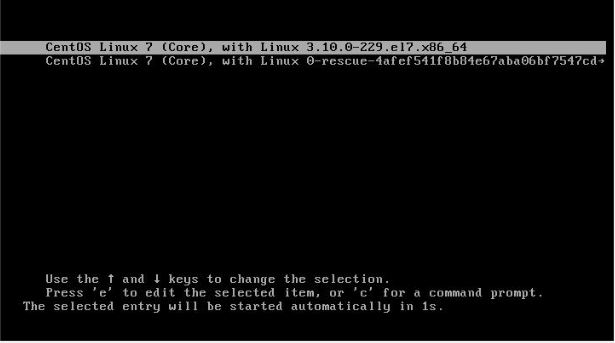 CentOS Linux 7 (Core), with Linux 3.10.0-229.el7.x86_64
CentOS Linux 7 (Core), with Linux 0-rescue-4afef541f8b84e67aba06bf7547cd→
Use the ↑ and ↓ keys to change the selection.
Press 'e' to edit the selected item, or 'c' for a command prompt.
The selected entry will be started automatically in 1s.